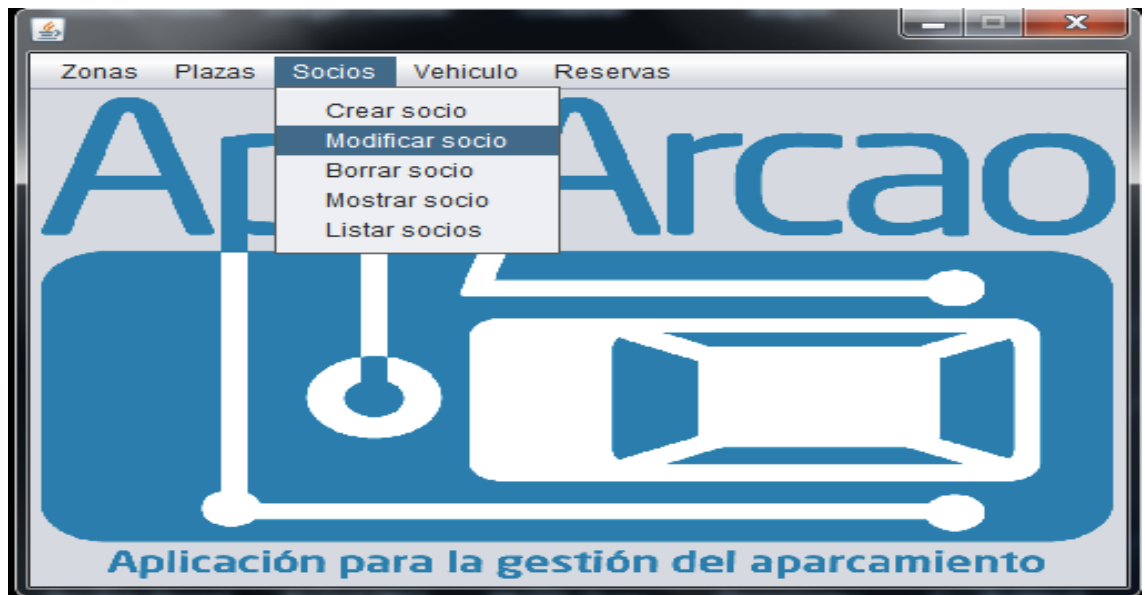 Zonas Plazas Socios Vehiculo Reservas
Crear socio
Modificar socio
Borrar socio
Mostrar socio
Listar socios
Arcao
Aplicación para la gestión del aparcamiento